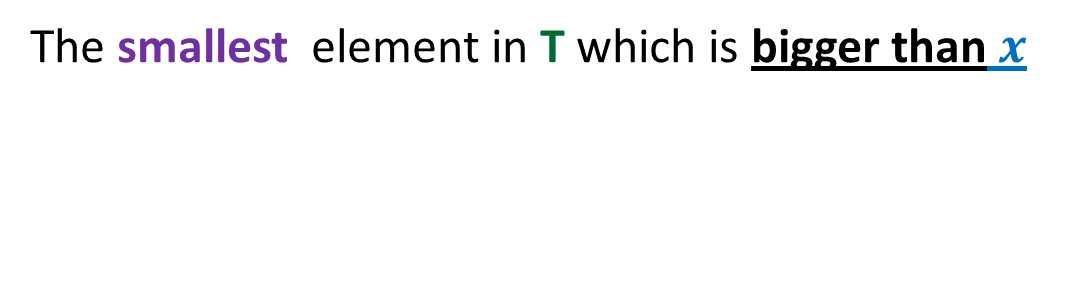 The smallest element in T which is bigger than x